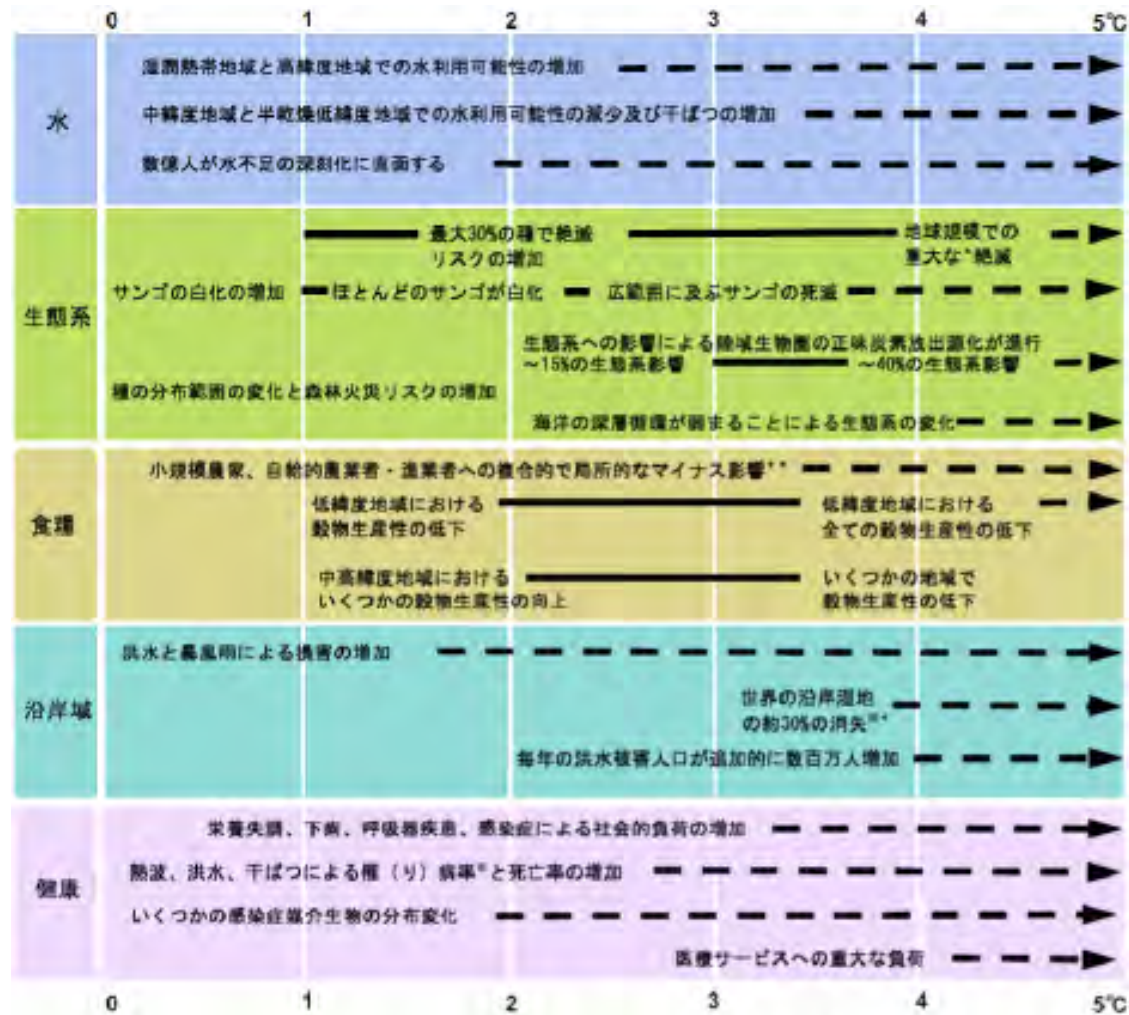 0 1 2 3 4 5℃
水
湿潤熱帯地域と高緯度地域での水利用可能性の増加
中緯度地域と半乾燥低緯度地域での水利用可能性の減少及び干ばつの増加
数億人が水不足の深刻化に直面する
生態系
最大30%の種で絶滅
リスクの増加
地球規模での
重大な*絶滅
サンゴの白化の増加 ほとんどのサンゴが白化 広範囲に及ぶサンゴの死滅
生態系への影響による陸域生物圏の正味炭素放出源化が進行
～15%の生態系影響 ～40%の生態系影響
種の分布範囲の変化と森林火災リスクの増加
海洋の深層循環が弱まることによる生態系の変化
食糧
小規模農家、自給的農業者・漁業者への複合的で局所的なマイナス影響**
低緯度地域における
穀物生産性の低下
低緯度地域における
全ての穀物生産性の低下
中高緯度地域における
いくつかの穀物生産性の向上
いくつかの地域で
穀物生産性の低下
沿岸域
洪水と暴風雨による損害の増加
世界の沿岸湿地
の約30%の消失※*
毎年の洪水被害人口が追加的に数百万人増加
健康
栄養失調、下痢、呼吸器疾患、感染症による社会的負荷の増加
熱波、洪水、干ばつによる罹（り）病率※と死亡率の増加
いくつかの感染症媒介生物の分布変化
医療サービスへの重大な負荷
0 1 2 3 4 5℃